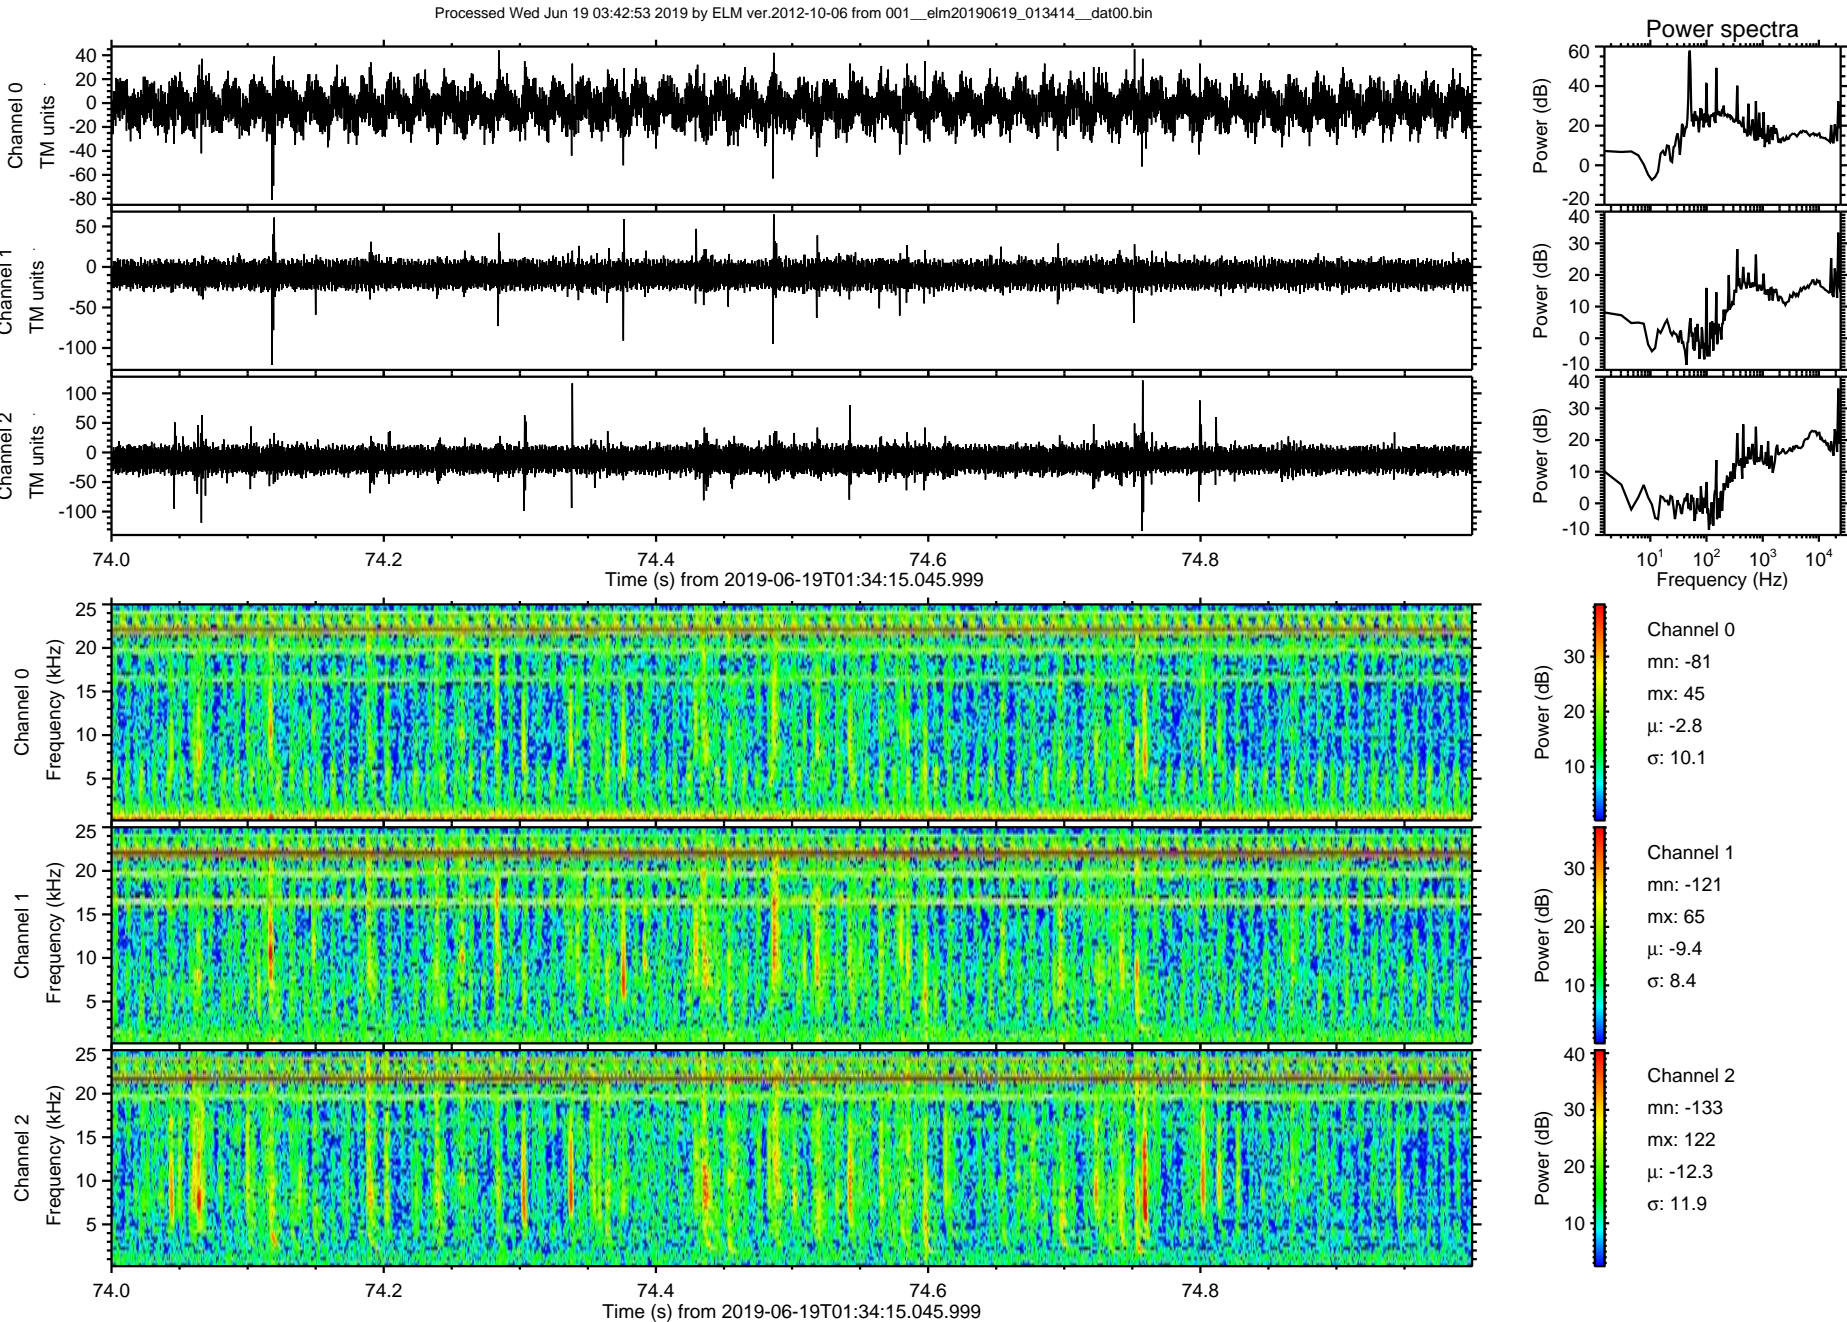 Processed Wed Jun 19 03:42:53 2019 by ELM ver.2012-10-06 from 001__elm20190619_013414__dat00.bin
Power spectra
Channel 0
TM units
40
20
0
-20
-40
-60
-80
Power (dB)
60
40
20
0
-20
Channel 1
TM units
50
0
-50
-100
Power (dB)
40
30
20
10
0
-10
Channel 2
TM units
100
50
0
-50
-100
Power (dB)
40
30
20
10
0
-10
74.0 74.2 74.4 74.6 74.8
Time (s) from 2019-06-19T01:34:15.045.999
10¹ 10² 10³ 10⁴
Frequency (Hz)
Channel 0
Frequency (kHz)
25
20
15
10
5
Power (dB)
30
20
10
Channel 0
mn: -81
mx: 45
µ: -2.8
σ: 10.1
Channel 1
Frequency (kHz)
25
20
15
10
5
Power (dB)
30
20
10
Channel 1
mn: -121
mx: 65
µ: -9.4
σ: 8.4
Channel 2
Frequency (kHz)
25
20
15
10
5
Power (dB)
40
30
20
10
Channel 2
mn: -133
mx: 122
µ: -12.3
σ: 11.9
74.0 74.2 74.4 74.6 74.8
Time (s) from 2019-06-19T01:34:15.045.999